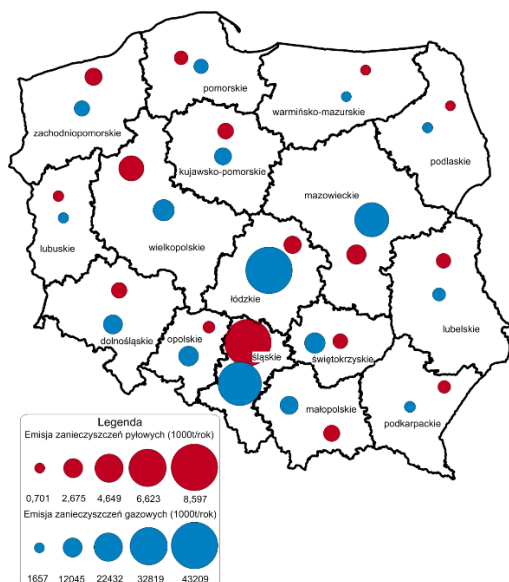 pomorskie
warmińsko-mazurskie
zachodniopomorskie
podlaskie
kujawsko-pomorskie
mazowieckie
lubuskie
wielkopolskie
łódzkie
lubelskie
dolnośląskie
opolskie
śląskie
świętokrzyskie
małopolskie
podkarpackie
Legenda
Emisja zanieczyszczeń pyłowych (1000t/rok)
0,701 2,675 4,649 6,623 8,597
Emisja zanieczyszczeń gazowych (1000t/rok)
1657 12045 22432 32819 43209